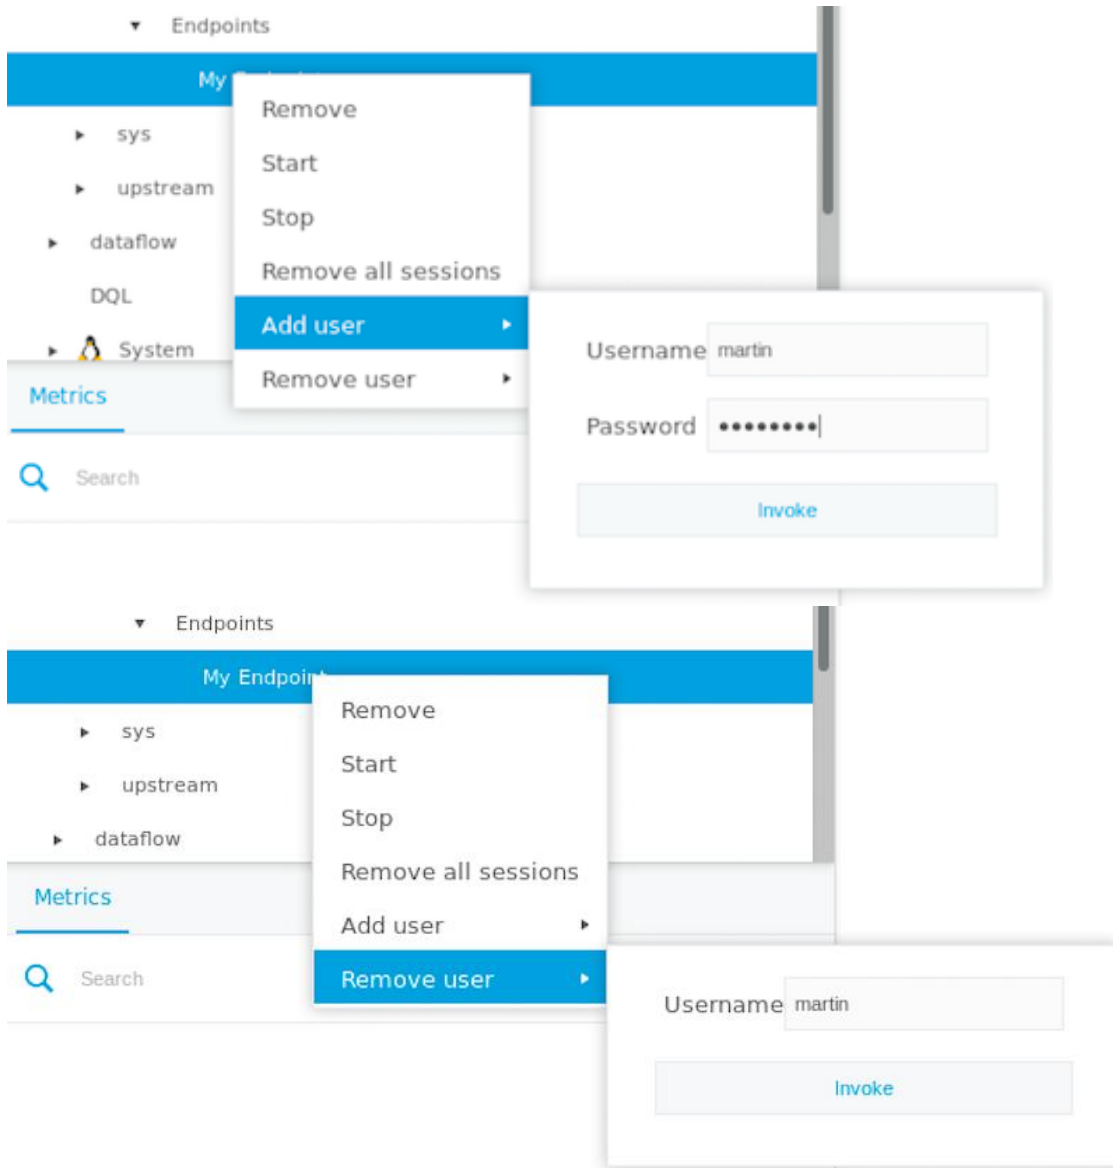 Endpoints
My
Remove
sys
Start
upstream
Stop
dataflow
Remove all sessions
DQL
Add user
System
Username martin
Remove user
Metrics
Password ••••••••
Search
Invoke
Endpoints
My Endpoint
Remove
sys
Start
upstream
Stop
dataflow
Remove all sessions
Metrics
Add user
Search
Remove user
Username martin
Invoke